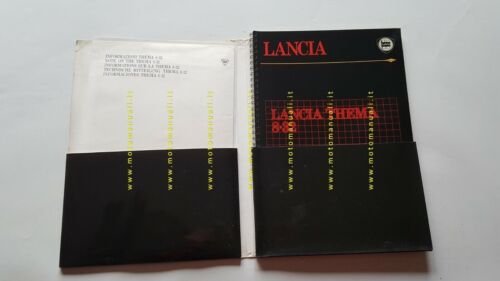 INFORMAZIONI THEMA 8·32
NOTE ON THE THEMA 8·32
INFORMATIONS SUR LA THEMA 8·32
TECHNISCHE MITTEILUNG THEMA 8·32
INFORMACIONES THEMA 8·32
LANCIA
LANCIA THEMA
8·32
www.motomanuali.it
www.motomanuali.it
www.motomanuali.it
www.motomanuali.it
www.motomanuali.it
www.motomanuali.it